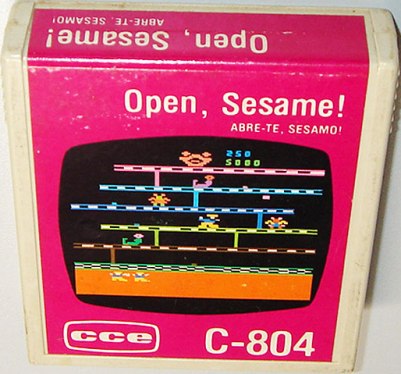 Open, Sesame!
ABRE-TE, SESAMO!
Open, Sesame!
ABRE-TE, SESAMO!
250
5000
cce
C-804